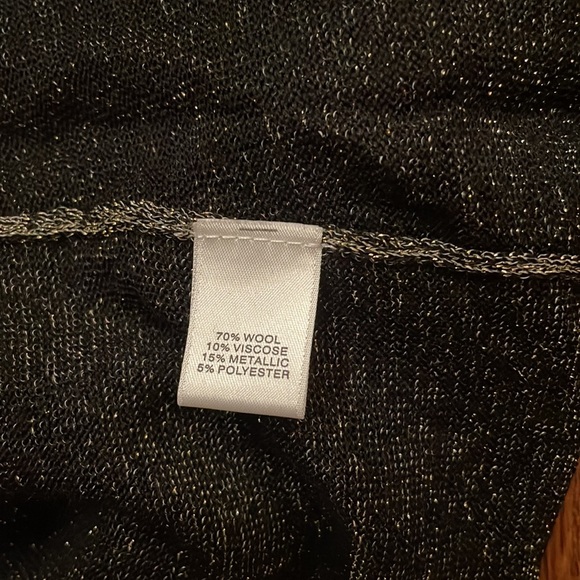 70% WOOL
10% VISCOSE
15% METALLIC
5% POLYESTER